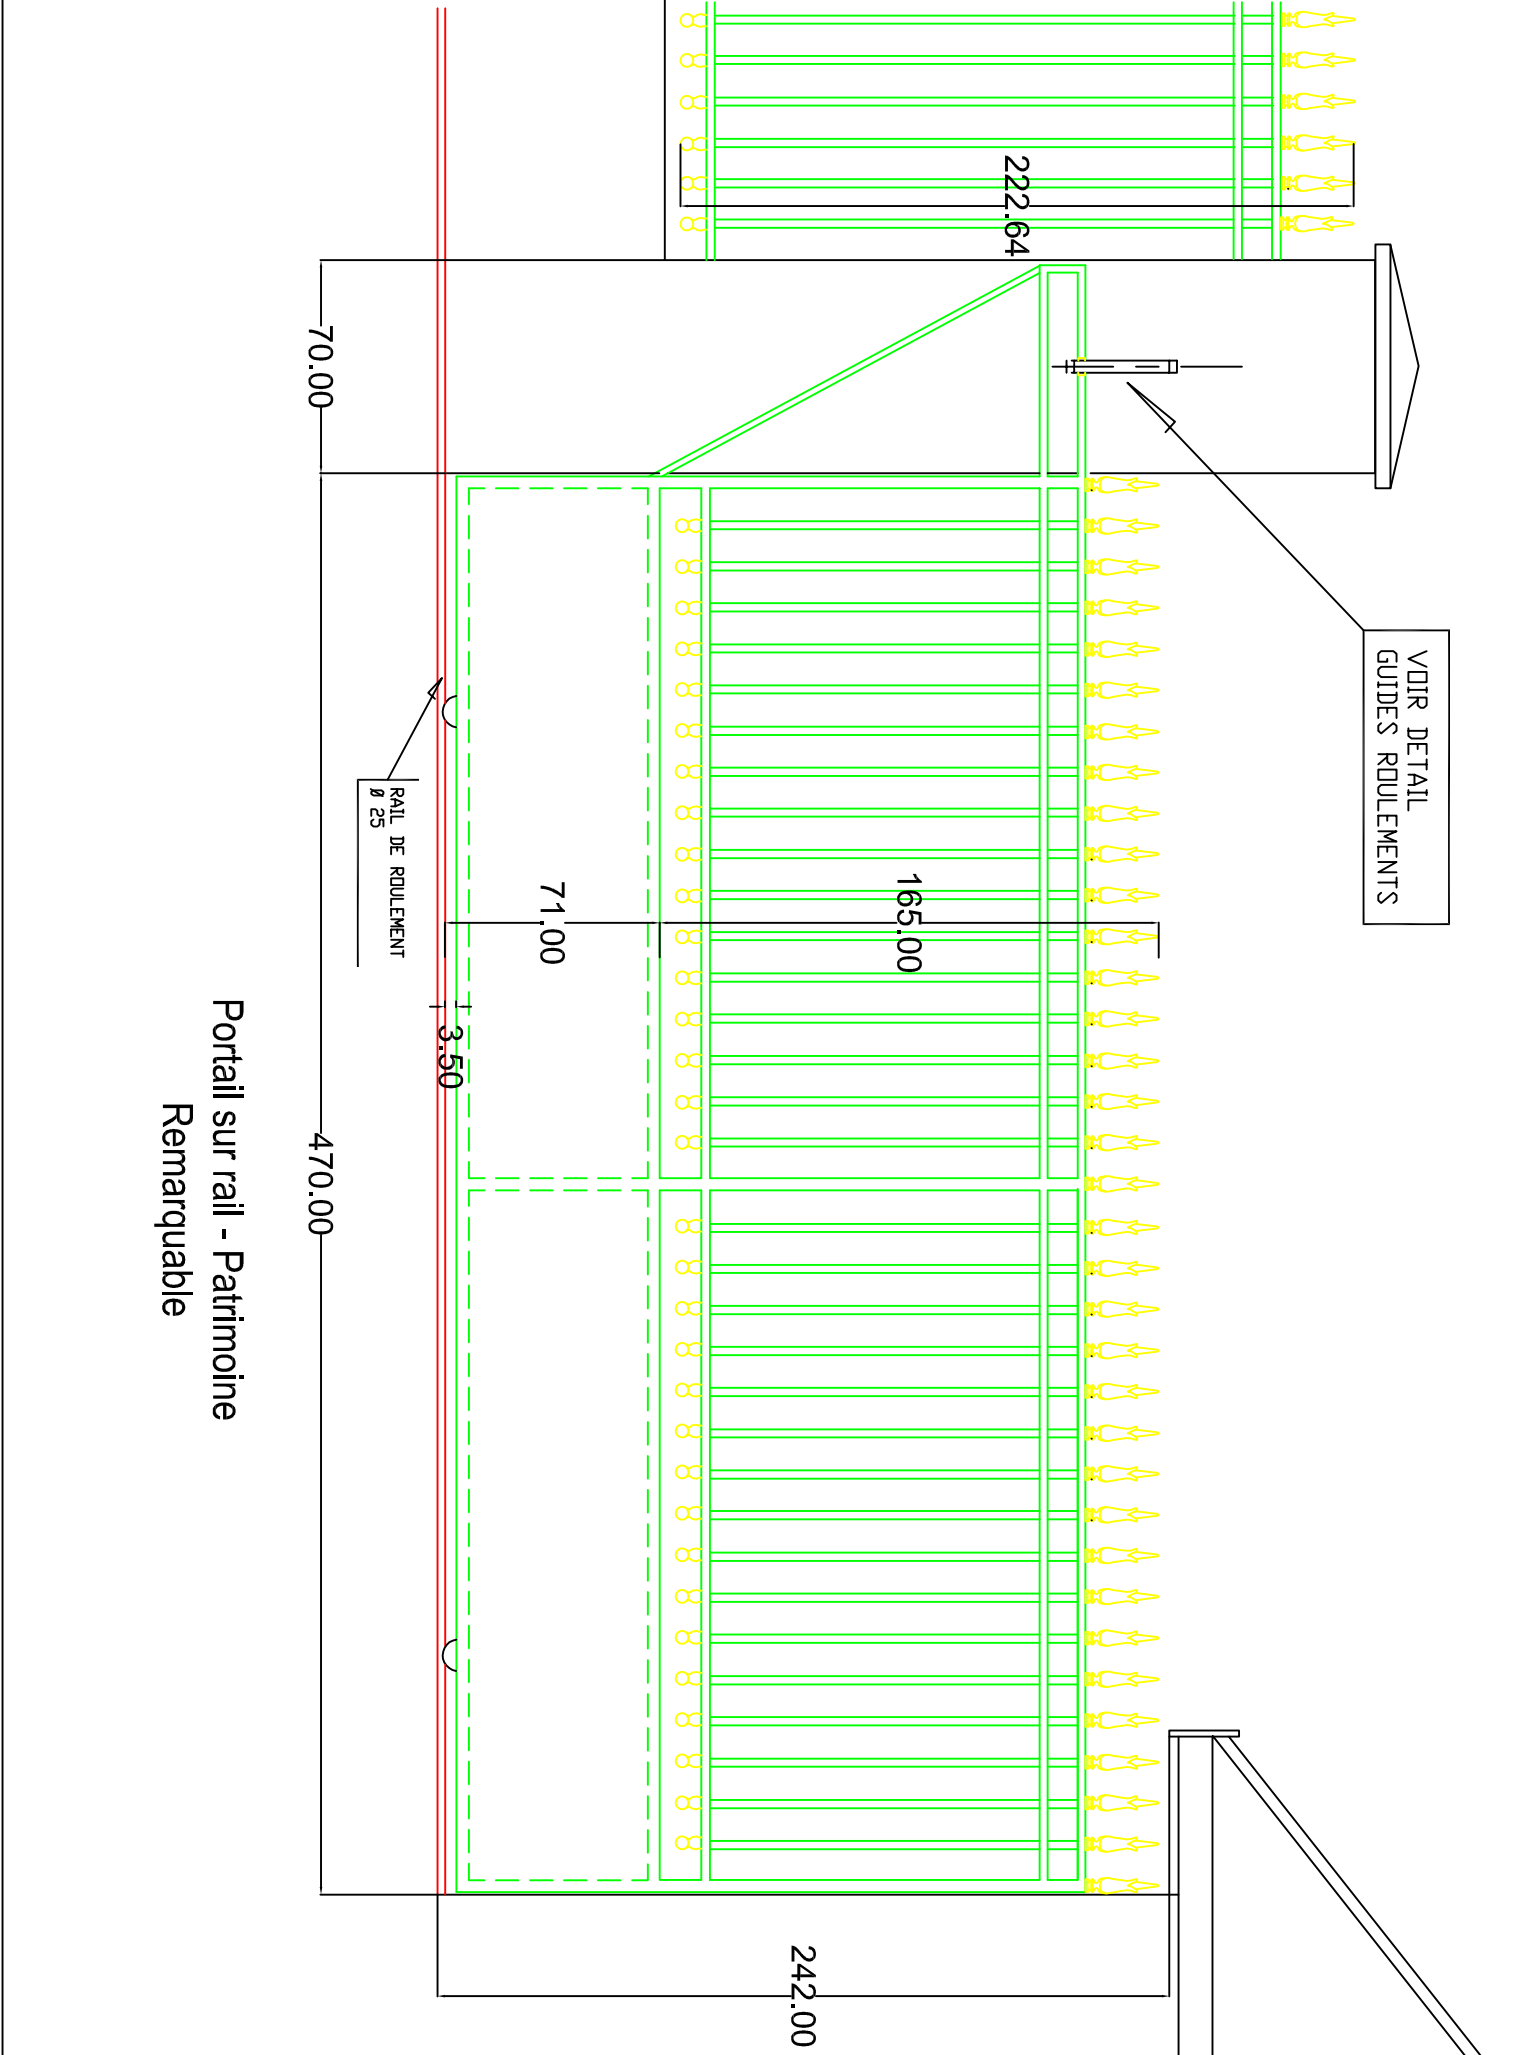 222.64
VOIR DETAIL
GUIDES ROULEMENTS
165.00
71.00
3.50
RAIL DE ROULEMENT
Ø 25
70.00
470.00
242.00
Portail sur rail - Patrimoine
Remarquable